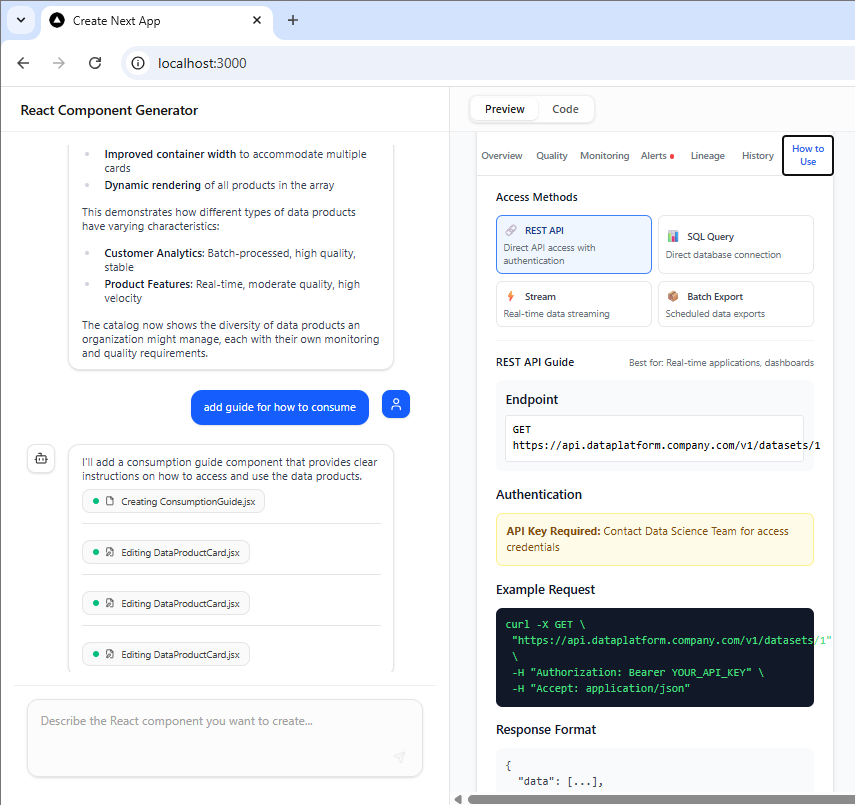 Create Next App
localhost:3000
React Component Generator
Improved container width to accommodate multiple
cards
Dynamic rendering of all products in the array
This demonstrates how different types of data products
have varying characteristics:
Customer Analytics: Batch-processed, high quality,
stable
Product Features: Real-time, moderate quality, high
velocity
The catalog now shows the diversity of data products an
organization might manage, each with their own monitoring
and quality requirements.
add guide for how to consume
I'll add a consumption guide component that provides clear
instructions on how to access and use the data products.
Creating ConsumptionGuide.jsx
Editing DataProductCard.jsx
Editing DataProductCard.jsx
Editing DataProductCard.jsx
Describe the React component you want to create...
Preview Code
Overview Quality Monitoring Alerts Lineage History How to
Use
Access Methods
REST API
Direct API access with
authentication
SQL Query
Direct database connection
Stream
Real-time data streaming
Batch Export
Scheduled data exports
REST API Guide Best for: Real-time applications, dashboards
Endpoint
GET
https://api.dataplatform.company.com/v1/datasets/1
Authentication
API Key Required: Contact Data Science Team for access
credentials
Example Request
curl -X GET \
"https://api.dataplatform.company.com/v1/datasets/1"
\
-H "Authorization: Bearer YOUR_API_KEY" \
-H "Accept: application/json"
Response Format
{
"data": [...],